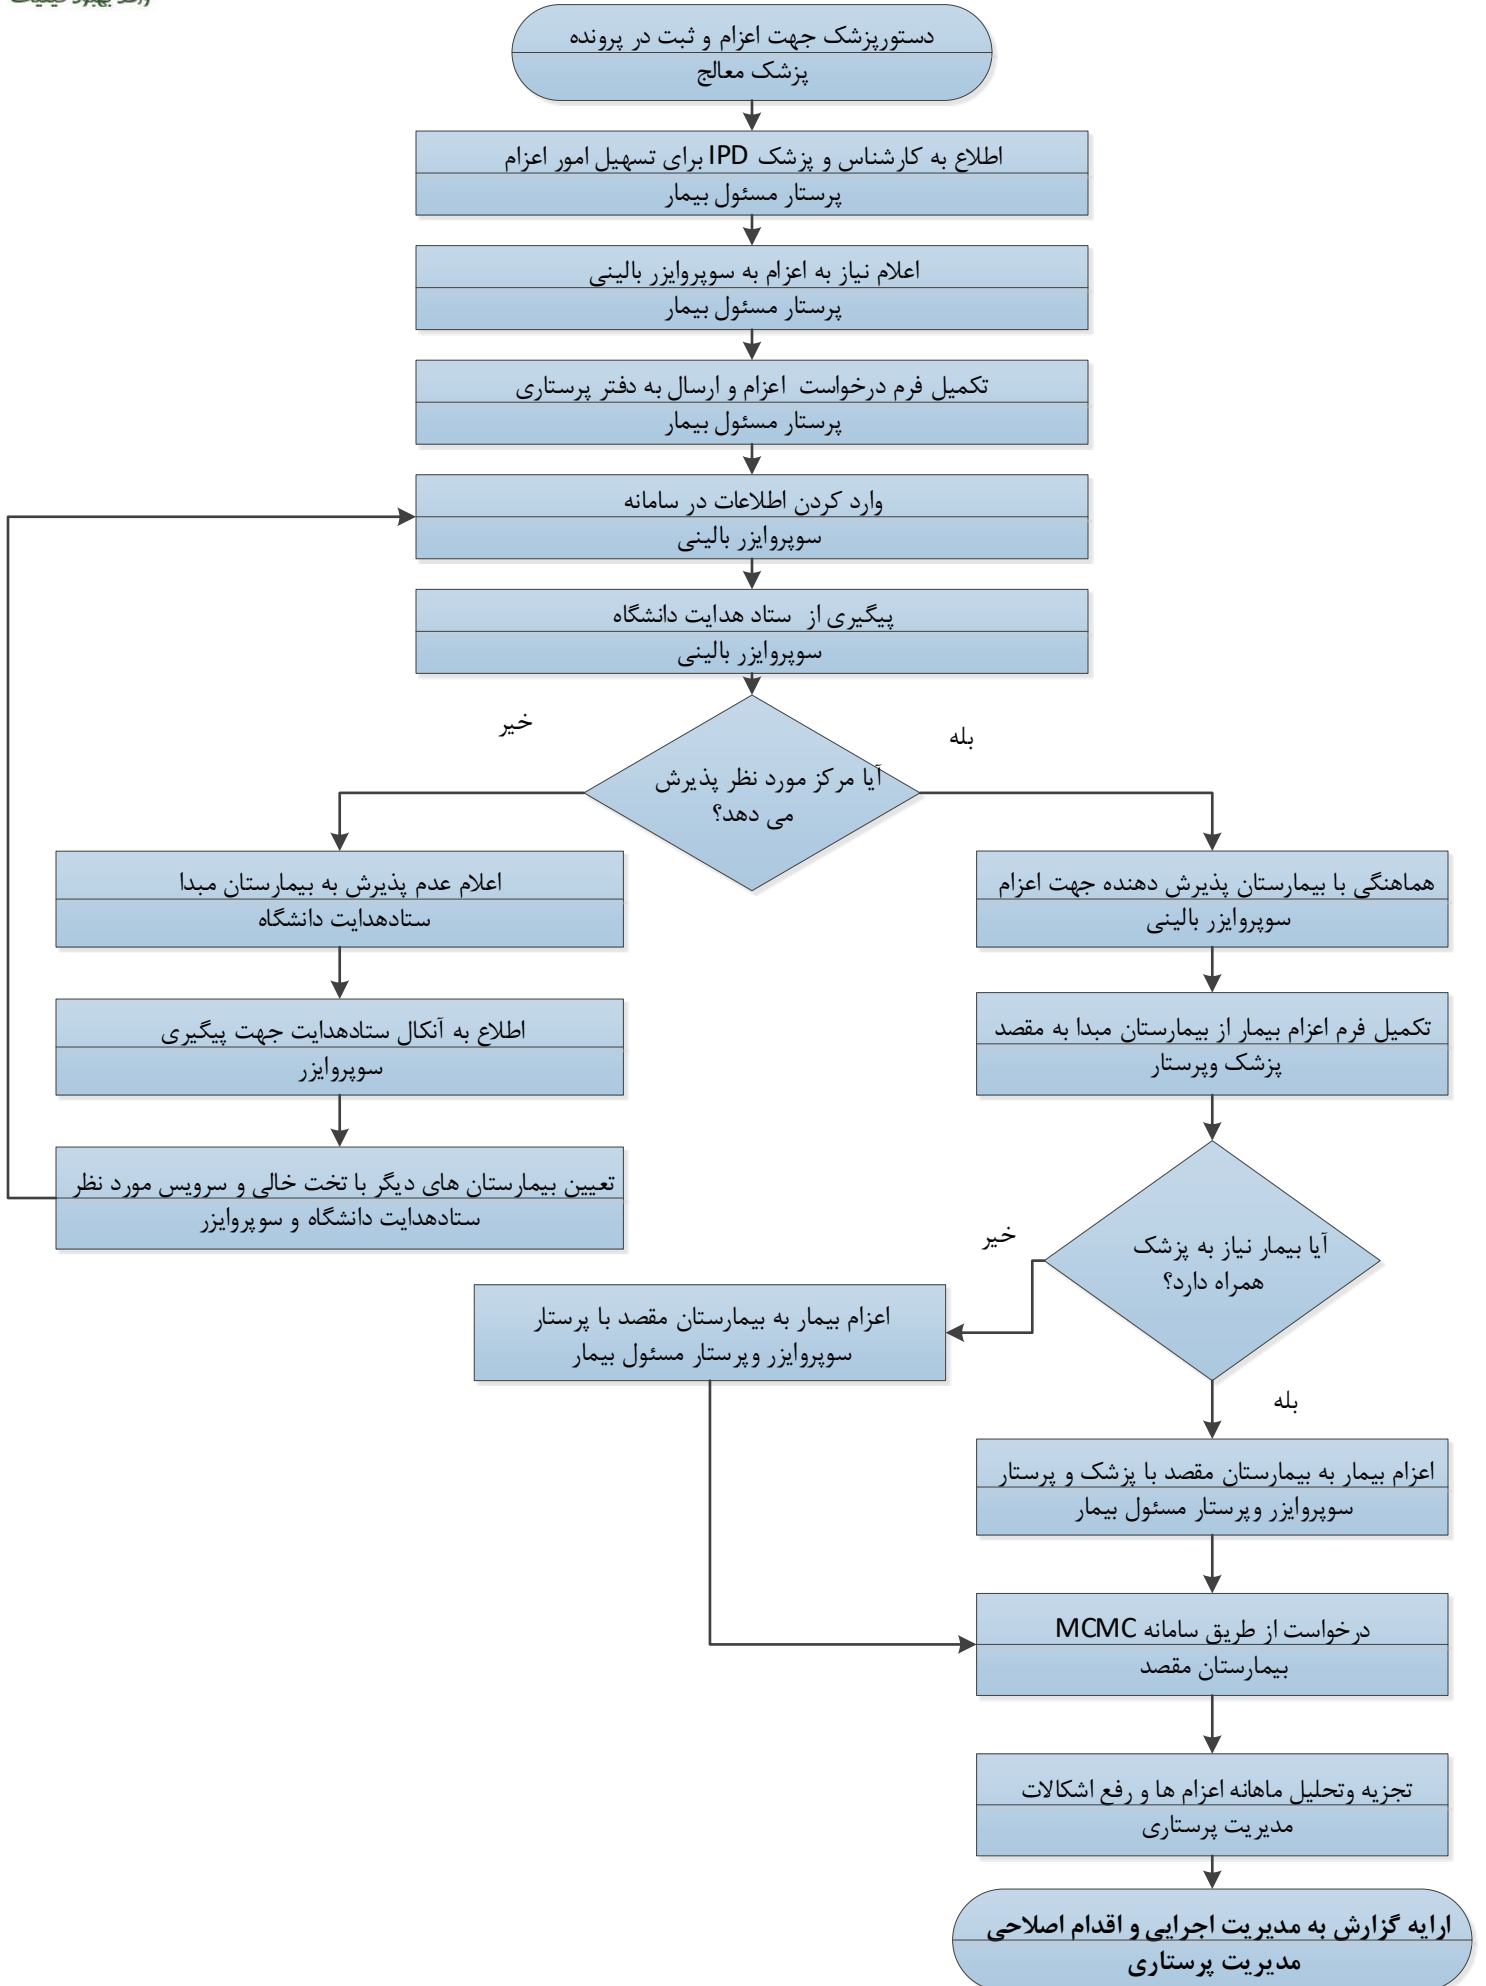 واحد بهبود کیفیت
دستورپزشک جهت اعزام و ثبت در پرونده
پزشک معالج
اطلاع به کارشناس و پزشک IPD برای تسهیل امور اعزام
پرستار مسئول بیمار
اعلام نیاز به اعزام به سوپروایزر بالینی
پرستار مسئول بیمار
تکمیل فرم درخواست اعزام و ارسال به دفتر پرستاری
پرستار مسئول بیمار
وارد کردن اطلاعات در سامانه
سوپروایزر بالینی
پیگیری از ستاد هدایت دانشگاه
سوپروایزر بالینی
خیر
بله
آیا مرکز مورد نظر پذیرش
می دهد؟
هماهنگی با بیمارستان پذیرش دهنده جهت اعزام
سوپروایزر بالینی
اعلام عدم پذیرش به بیمارستان مبدا
ستادهدایت دانشگاه
تکمیل فرم اعزام بیمار از بیمارستان مبدا به مقصد
پزشک وپرستار
اطلاع به آنکال ستادهدایت جهت پیگیری
سوپروایزر
تعیین بیمارستان های دیگر با تخت خالی و سرویس مورد نظر
ستادهدایت دانشگاه و سوپروایزر
آیا بیمار نیاز به پزشک
همراه دارد؟
خیر
اعزام بیمار به بیمارستان مقصد با پرستار
سوپروایزر وپرستار مسئول بیمار
بله
اعزام بیمار به بیمارستان مقصد با پزشک و پرستار
سوپروایزر وپرستار مسئول بیمار
درخواست از طریق سامانه MCMC
بیمارستان مقصد
تجزیه وتحلیل ماهانه اعزام ها و رفع اشکالات
مدیریت پرستاری
ارایه گزارش به مدیریت اجرایی و اقدام اصلاحی
مدیریت پرستاری